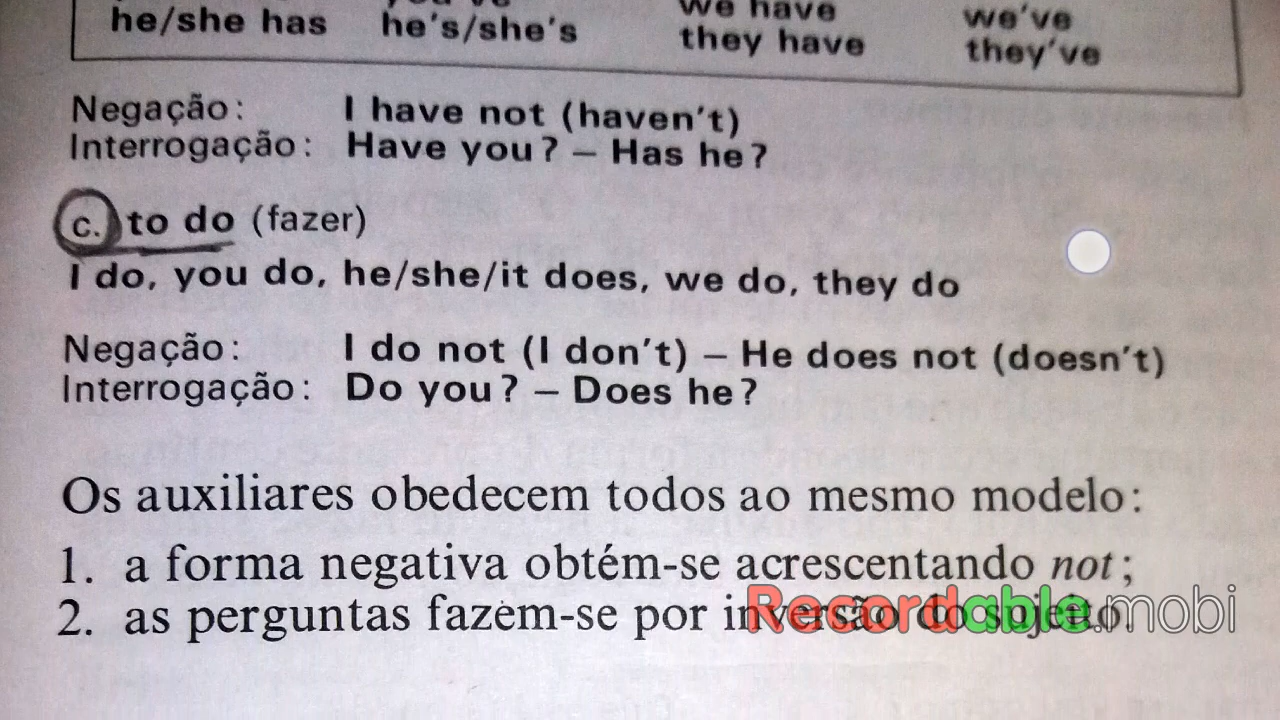 he/she has he's/she's we have we've
they have they've
Negação: I have not (haven't)
Interrogação: Have you? – Has he?
c. to do (fazer)
I do, you do, he/she/it does, we do, they do
Negação: I do not (I don't) – He does not (doesn't)
Interrogação: Do you? – Does he?
Os auxiliares obedecem todos ao mesmo modelo:
1. a forma negativa obtém-se acrescentando not;
2. as perguntas fazem-se por inversão do sujeito.
Recordable.mobi